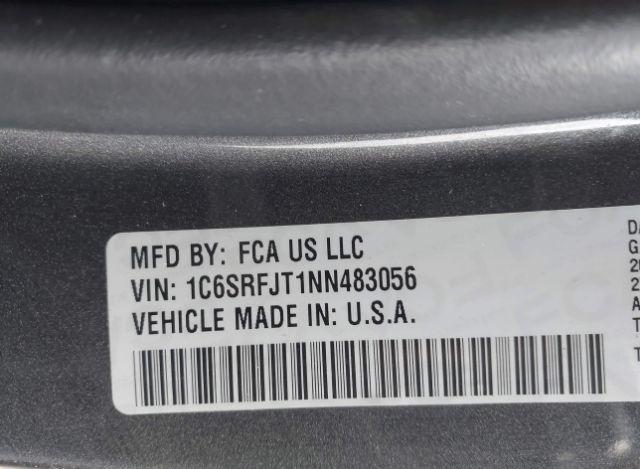 MFD BY: FCA US LLC
VIN: 1C6SRFJT1NN483056
VEHICLE MADE IN: U.S.A.